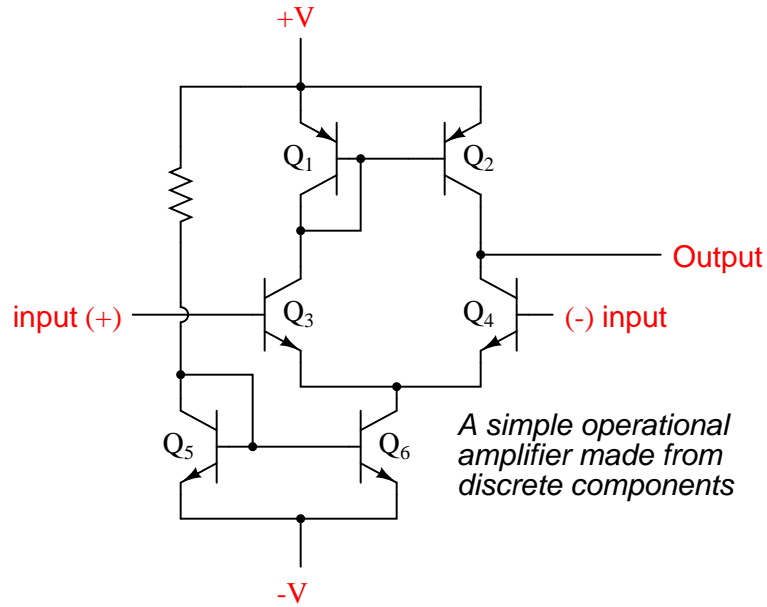 +V
Q1
Q2
Output
input (+)
Q3
Q4
(-) input
Q5
Q6
A simple operational
amplifier made from
discrete components
-V